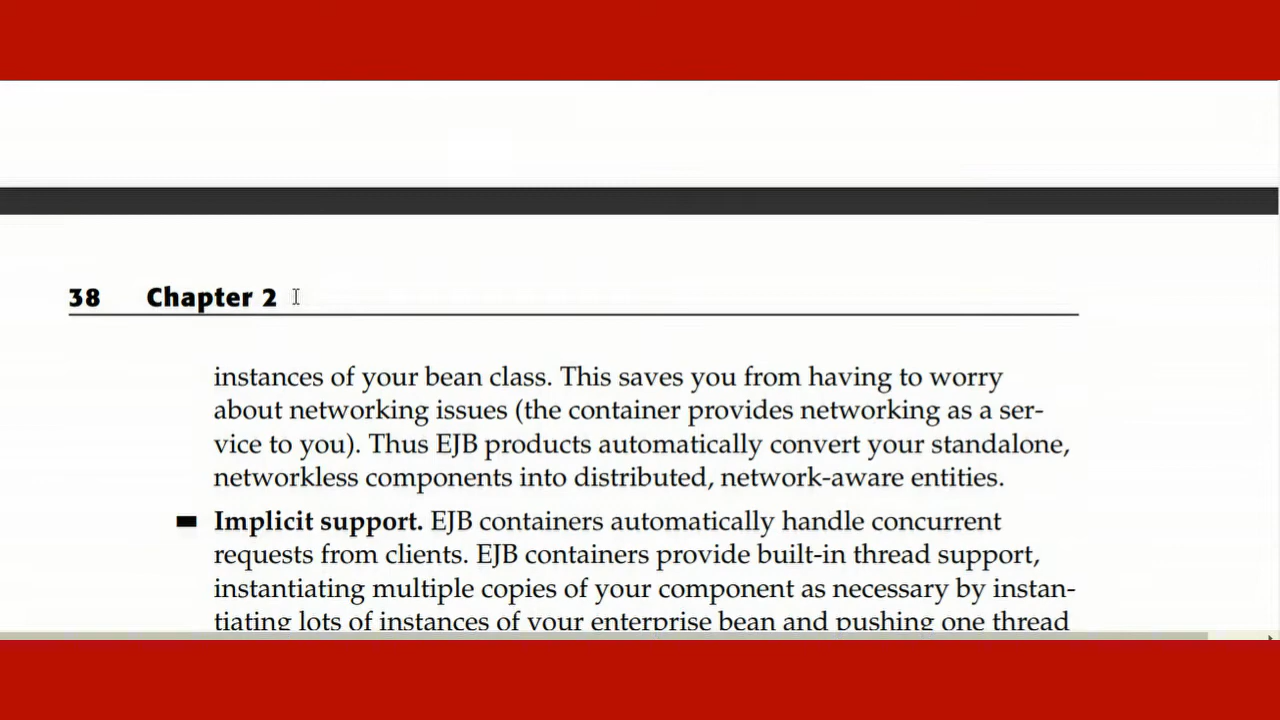 38 Chapter 2
instances of your bean class. This saves you from having to worry
about networking issues (the container provides networking as a ser-
vice to you). Thus EJB products automatically convert your standalone,
networkless components into distributed, network-aware entities.
Implicit support. EJB containers automatically handle concurrent
requests from clients. EJB containers provide built-in thread support,
instantiating multiple copies of your component as necessary by instan-
tiating lots of instances of your enterprise bean and pushing one thread